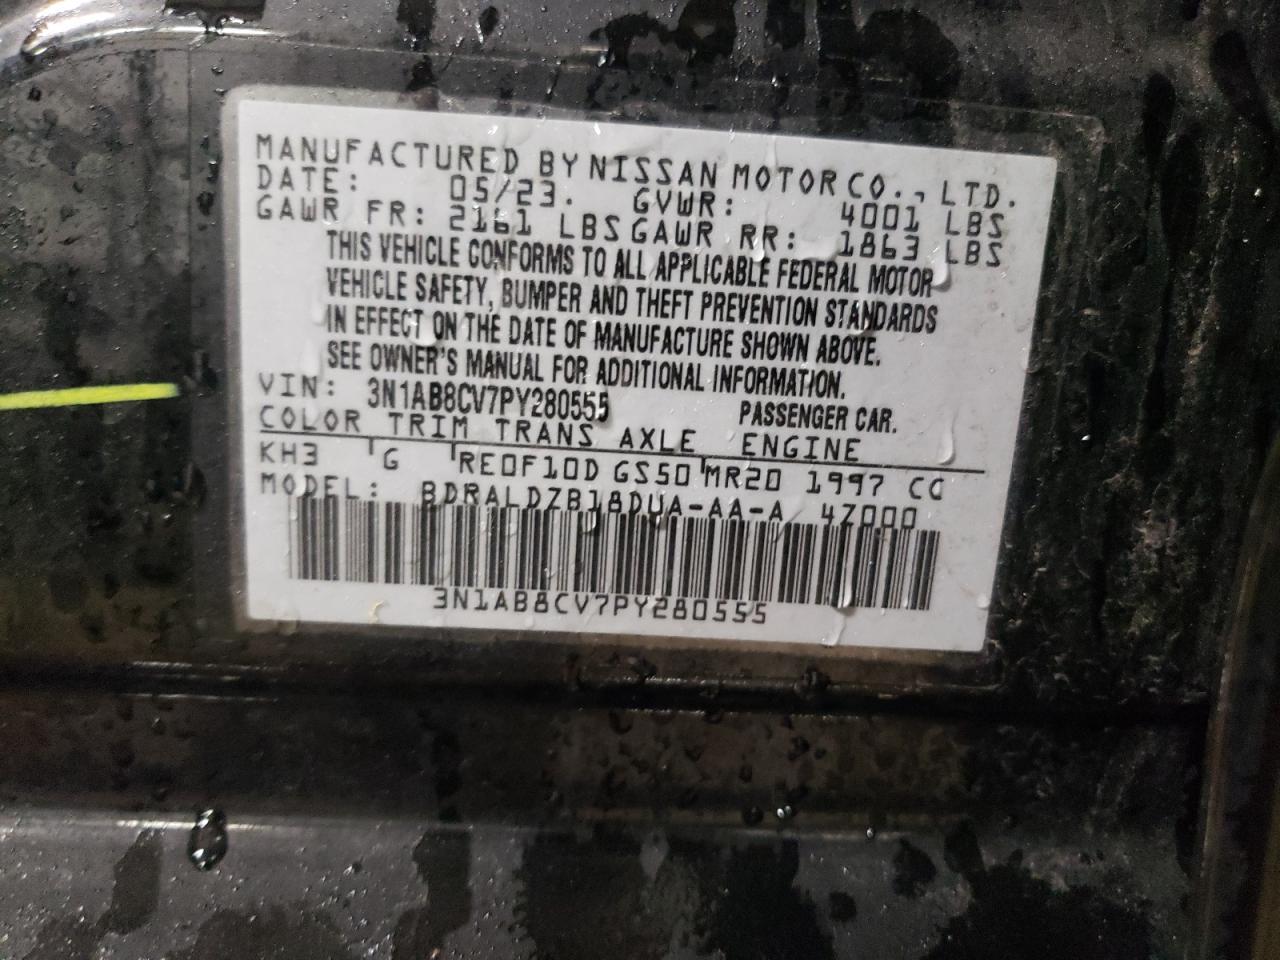 MANUFACTURED BY NISSAN MOTOR CO., LTD.
DATE: 05/23. GVWR: 4001 LBS
GAWR FR: 2161 LBS GAWR RR: 1863 LBS
THIS VEHICLE CONFORMS TO ALL APPLICABLE FEDERAL MOTOR
VEHICLE SAFETY, BUMPER AND THEFT PREVENTION STANDARDS
IN EFFECT ON THE DATE OF MANUFACTURE SHOWN ABOVE.
SEE OWNER'S MANUAL FOR ADDITIONAL INFORMATION.
VIN: 3N1AB8CV7PY280555 PASSENGER CAR.
COLOR TRIM TRANS AXLE ENGINE
KH3 G RE0F10D GS50 MR20 1997 CC
MODEL: BDRALDZB18DUA-AA-A 4Z000
3N1AB8CV7PY280555